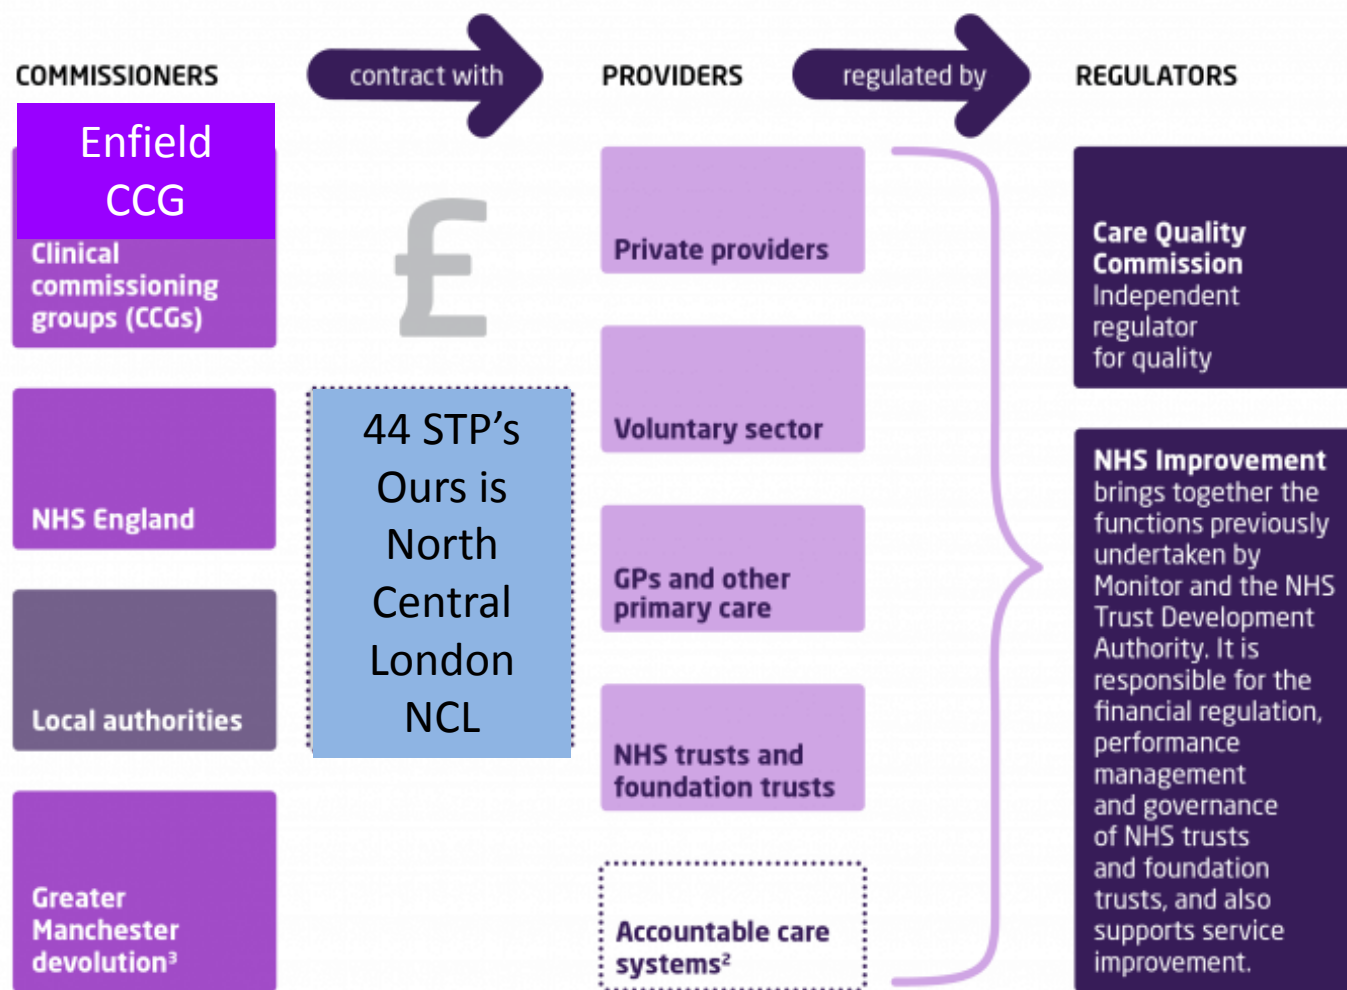 COMMISSIONERS
contract with
PROVIDERS
regulated by
REGULATORS
Enfield
CCG
Clinical
commissioning
groups (CCGs)
NHS England
Local authorities
Greater
Manchester
devolution³
£
44 STP’s
Ours is
North
Central
London
NCL
Private providers
Voluntary sector
GPs and other
primary care
NHS trusts and
foundation trusts
Accountable care
systems²
Care Quality
Commission
Independent
regulator
for quality
NHS Improvement
brings together the
functions previously
undertaken by
Monitor and the NHS
Trust Development
Authority. It is
responsible for the
financial regulation,
performance
management
and governance
of NHS trusts
and foundation
trusts, and also
supports service
improvement.